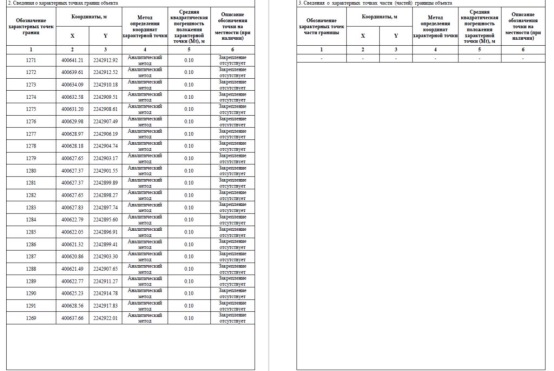 2. Сведения о характерных точках границ объекта
Обозначение характерных точек границ | Координаты, м | Метод определения координат характерной точки | Средняя квадратическая погрешность положения характерной точки (Mt), м | Описание обозначения точки на местности (при наличии)
X | Y
1 | 2 | 3 | 4 | 5 | 6
1271 | 400641.21 | 2242912.92 | Аналитический метод | 0.10 | Закрепление отсутствует
1272 | 400639.61 | 2242912.52 | Аналитический метод | 0.10 | Закрепление отсутствует
1273 | 400634.09 | 2242910.18 | Аналитический метод | 0.10 | Закрепление отсутствует
1274 | 400632.58 | 2242909.51 | Аналитический метод | 0.10 | Закрепление отсутствует
1275 | 400631.20 | 2242908.61 | Аналитический метод | 0.10 | Закрепление отсутствует
1276 | 400629.98 | 2242907.49 | Аналитический метод | 0.10 | Закрепление отсутствует
1277 | 400628.97 | 2242906.19 | Аналитический метод | 0.10 | Закрепление отсутствует
1278 | 400628.18 | 2242904.74 | Аналитический метод | 0.10 | Закрепление отсутствует
1279 | 400627.65 | 2242903.17 | Аналитический метод | 0.10 | Закрепление отсутствует
1280 | 400627.37 | 2242901.55 | Аналитический метод | 0.10 | Закрепление отсутствует
1281 | 400627.37 | 2242899.89 | Аналитический метод | 0.10 | Закрепление отсутствует
1282 | 400627.65 | 2242898.27 | Аналитический метод | 0.10 | Закрепление отсутствует
1283 | 400627.83 | 2242897.74 | Аналитический метод | 0.10 | Закрепление отсутствует
1284 | 400622.79 | 2242895.60 | Аналитический метод | 0.10 | Закрепление отсутствует
1285 | 400622.05 | 2242896.91 | Аналитический метод | 0.10 | Закрепление отсутствует
1286 | 400621.32 | 2242899.41 | Аналитический метод | 0.10 | Закрепление отсутствует
1287 | 400620.86 | 2242903.30 | Аналитический метод | 0.10 | Закрепление отсутствует
1288 | 400621.40 | 2242907.65 | Аналитический метод | 0.10 | Закрепление отсутствует
1289 | 400622.77 | 2242911.27 | Аналитический метод | 0.10 | Закрепление отсутствует
1290 | 400625.23 | 2242914.78 | Аналитический метод | 0.10 | Закрепление отсутствует
1291 | 400628.56 | 2242917.83 | Аналитический метод | 0.10 | Закрепление отсутствует
1269 | 400637.66 | 2242922.01 | Аналитический метод | 0.10 | Закрепление отсутствует
3. Сведения о характерных точках части (частей) границы объекта
Обозначение характерных точек части границы | Координаты, м | Метод определения координат характерной точки | Средняя квадратическая погрешность положения характерной точки (Mt), м | Описание обозначения точки на местности (при наличии)
X | Y
1 | 2 | 3 | 4 | 5 | 6
- | - | - | - | - | -